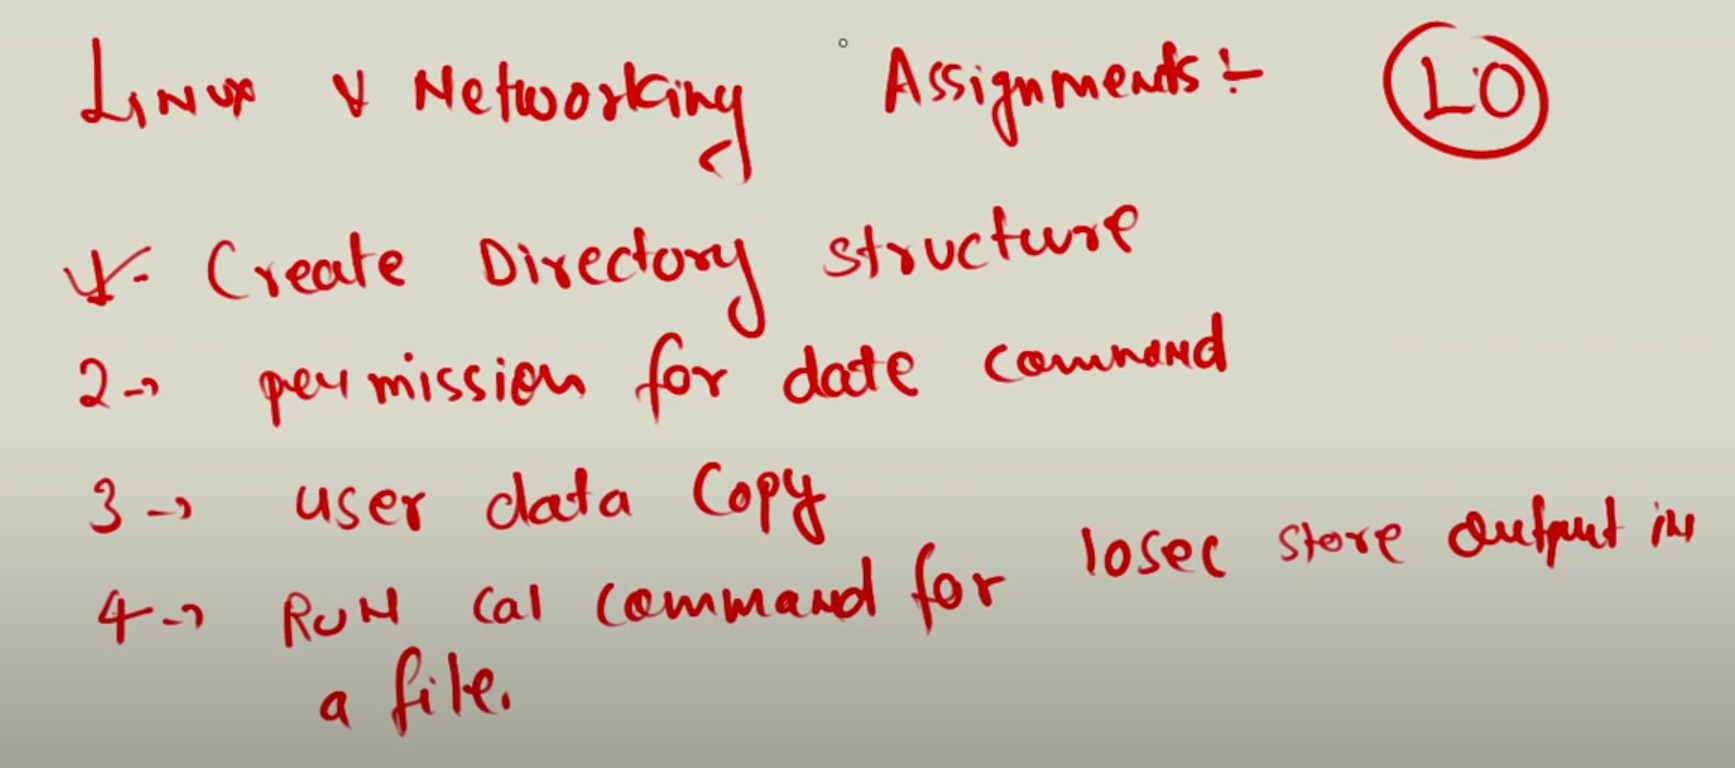 Linux & Networking Assignments :- L0
1- Create Directory structure
2→ permission for date command
3→ user data copy
4→ RUN cal command for 10sec store output in
a file.